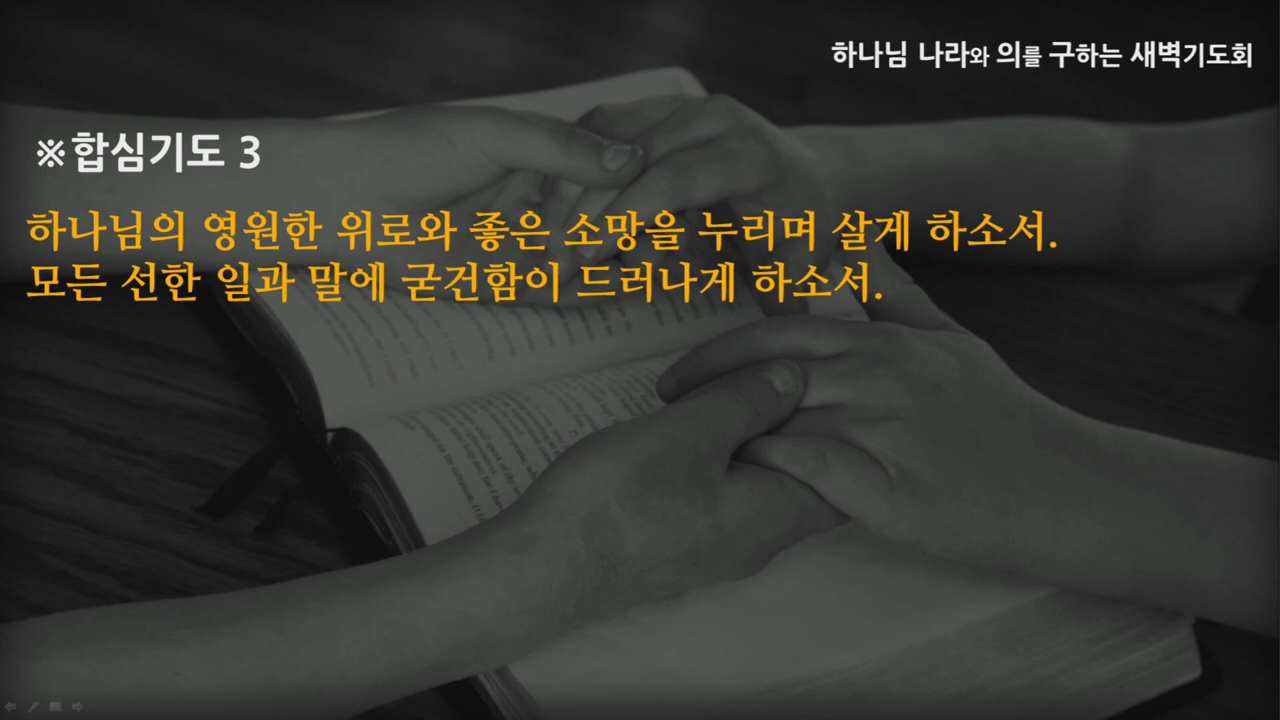 하나님 나라와 의를 구하는 새벽기도회
※합심기도 3
하나님의 영원한 위로와 좋은 소망을 누리며 살게 하소서.
모든 선한 일과 말에 굳건함이 드러나게 하소서.